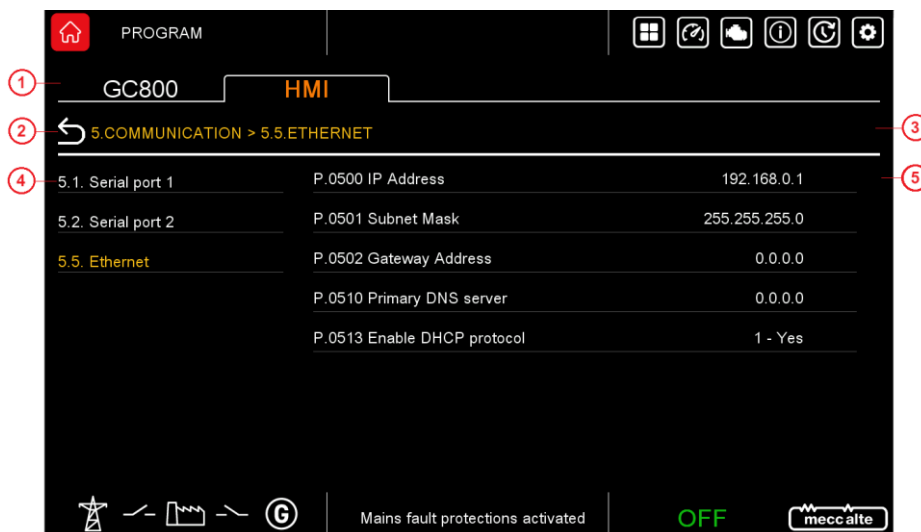 PROGRAM
1
GC800
HMI
2
5.COMMUNICATION > 5.5.ETHERNET
3
4
5.1. Serial port 1
P.0500 IP Address
192.168.0.1
5
5.2. Serial port 2
P.0501 Subnet Mask
255.255.255.0
5.5. Ethernet
P.0502 Gateway Address
0.0.0.0
P.0510 Primary DNS server
0.0.0.0
P.0513 Enable DHCP protocol
1 - Yes
G
Mains fault protections activated
OFF
meccalte